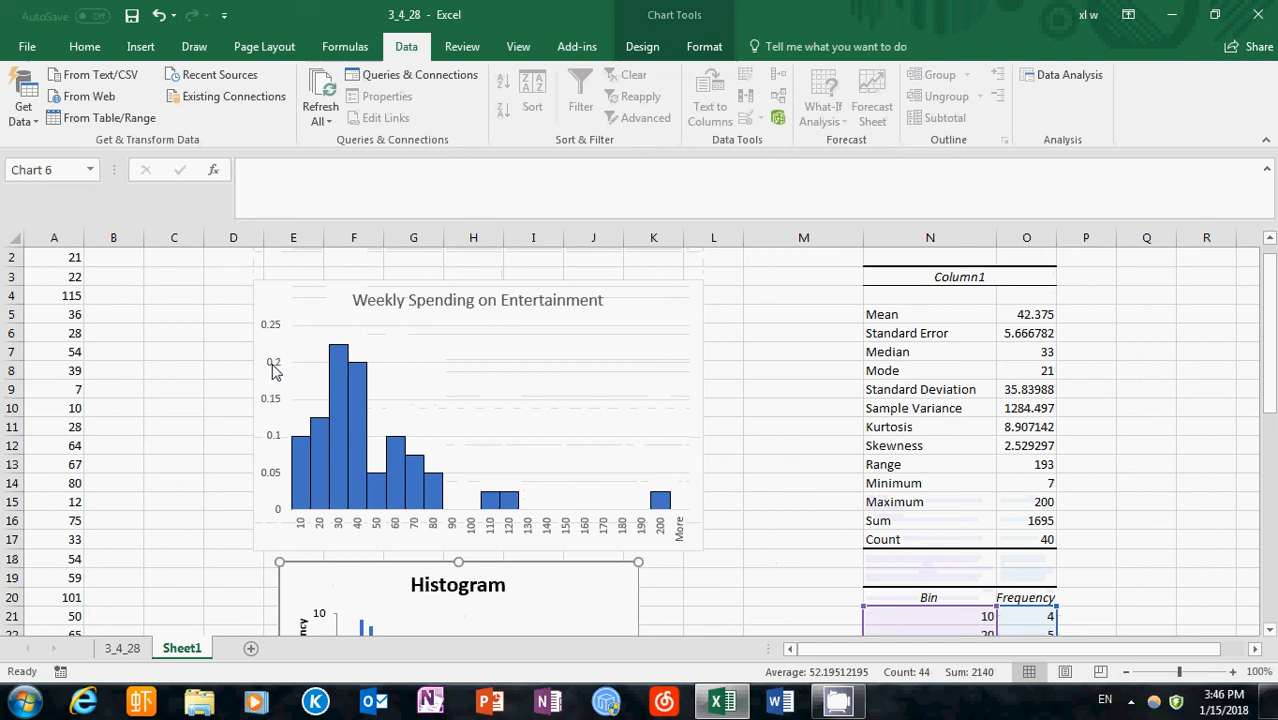 AutoSave Off 3_4_28 - Excel Chart Tools xl w
File Home Insert Draw Page Layout Formulas Data Review View Add-ins Design Format Tell me what you want to do Share
Get Data From Text/CSV Recent Sources Refresh All Queries & Connections Sort Filter Clear Text to Columns What-If Analysis Forecast Sheet Group Data Analysis
From Web Existing Connections Properties Reapply Ungroup
From Table/Range Edit Links Advanced Subtotal
Get & Transform Data Queries & Connections Sort & Filter Data Tools Forecast Outline Analysis
Chart 6 fx
A B C D E F G H I J K L M N O P Q R
2 21
3 22 Column1
4 115
5 36 Mean 42.375
6 28 Standard Error 5.666782
7 54 Median 33
8 39 Mode 21
9 7 Standard Deviation 35.83988
10 10 Sample Variance 1284.497
11 28 Kurtosis 8.907142
12 64 Skewness 2.529297
13 67 Range 193
14 80 Minimum 7
15 12 Maximum 200
16 75 Sum 1695
17 33 Count 40
18 54
19 59
20 101 Bin Frequency
21 50 10 4
22 65 20 5
Weekly Spending on Entertainment
0.25
0.2
0.15
0.1
0.05
0
10 20 30 40 50 60 70 80 90 100 110 120 130 140 150 160 170 180 190 200 More
Histogram
10
3_4_28 Sheet1
Ready Average: 52.19512195 Count: 44 Sum: 2140 100%
EN 3:46 PM
1/15/2018